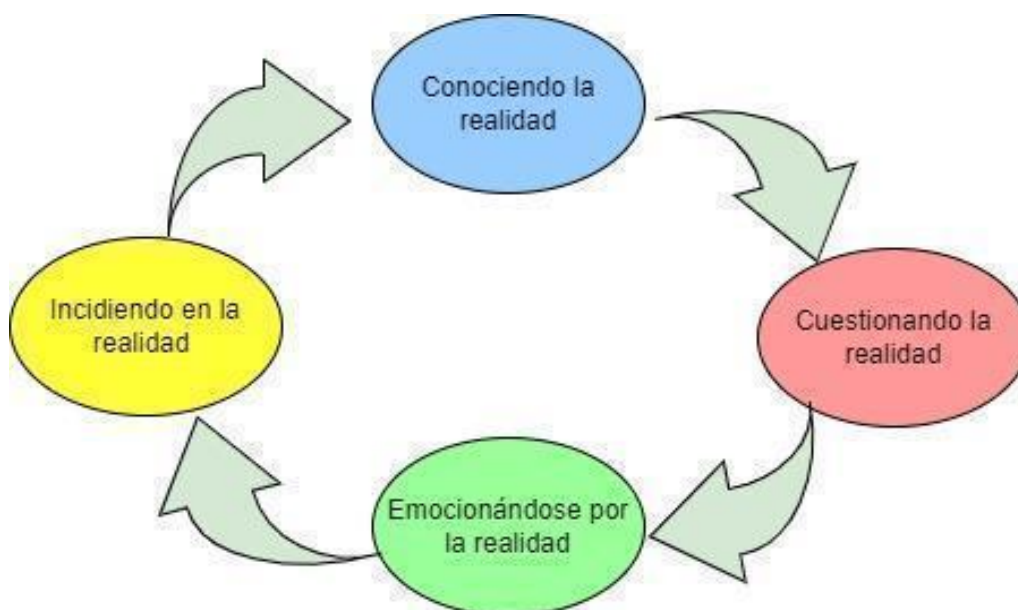 Conociendo la
realidad
Cuestionando la
realidad
Emocionándose por
la realidad
Incidiendo en la
realidad